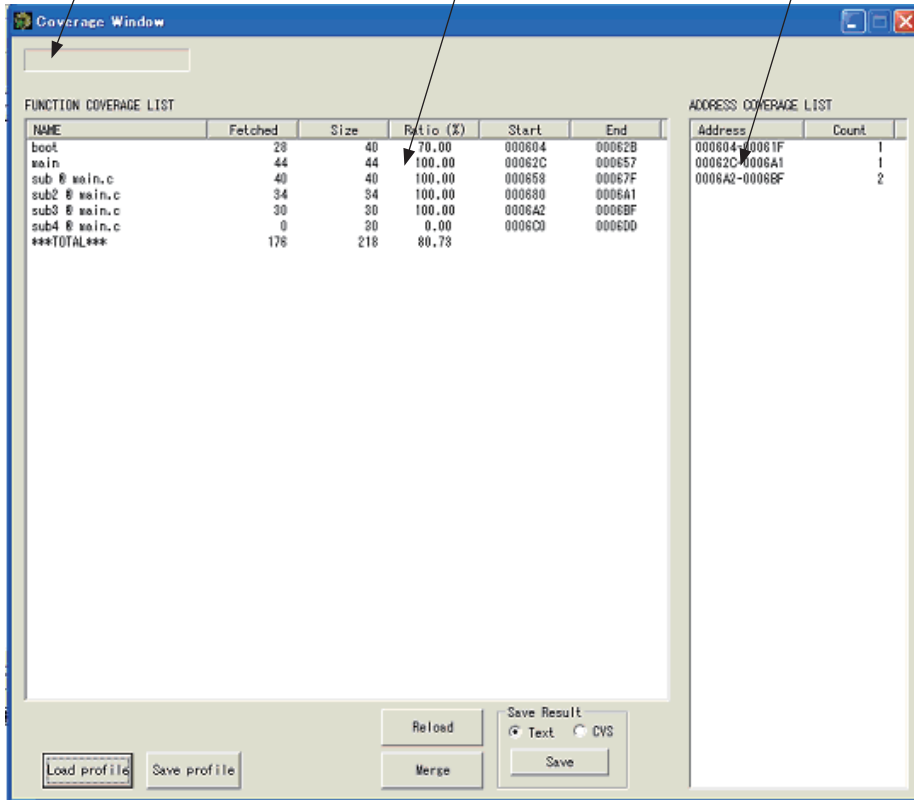 Coverage Window
FUNCTION COVERAGE LIST
NAME Fetched Size Ratio (%) Start End
boot 28 40 70.00 000604 00062B
main 44 44 100.00 00062C 000657
sub @ main.c 40 40 100.00 000658 00067F
sub2 @ main.c 34 34 100.00 000680 0006A1
sub3 @ main.c 30 30 100.00 0006A2 0006BF
sub4 @ main.c 0 30 0.00 0006C0 0006DD
***TOTAL*** 176 218 80.73
ADDRESS COVERAGE LIST
Address Count
000604-00061F 1
00062C-0006A1 1
0006A2-0006BF 2
Load profile
Save profile
Reload
Merge
Save Result
Text CVS
Save